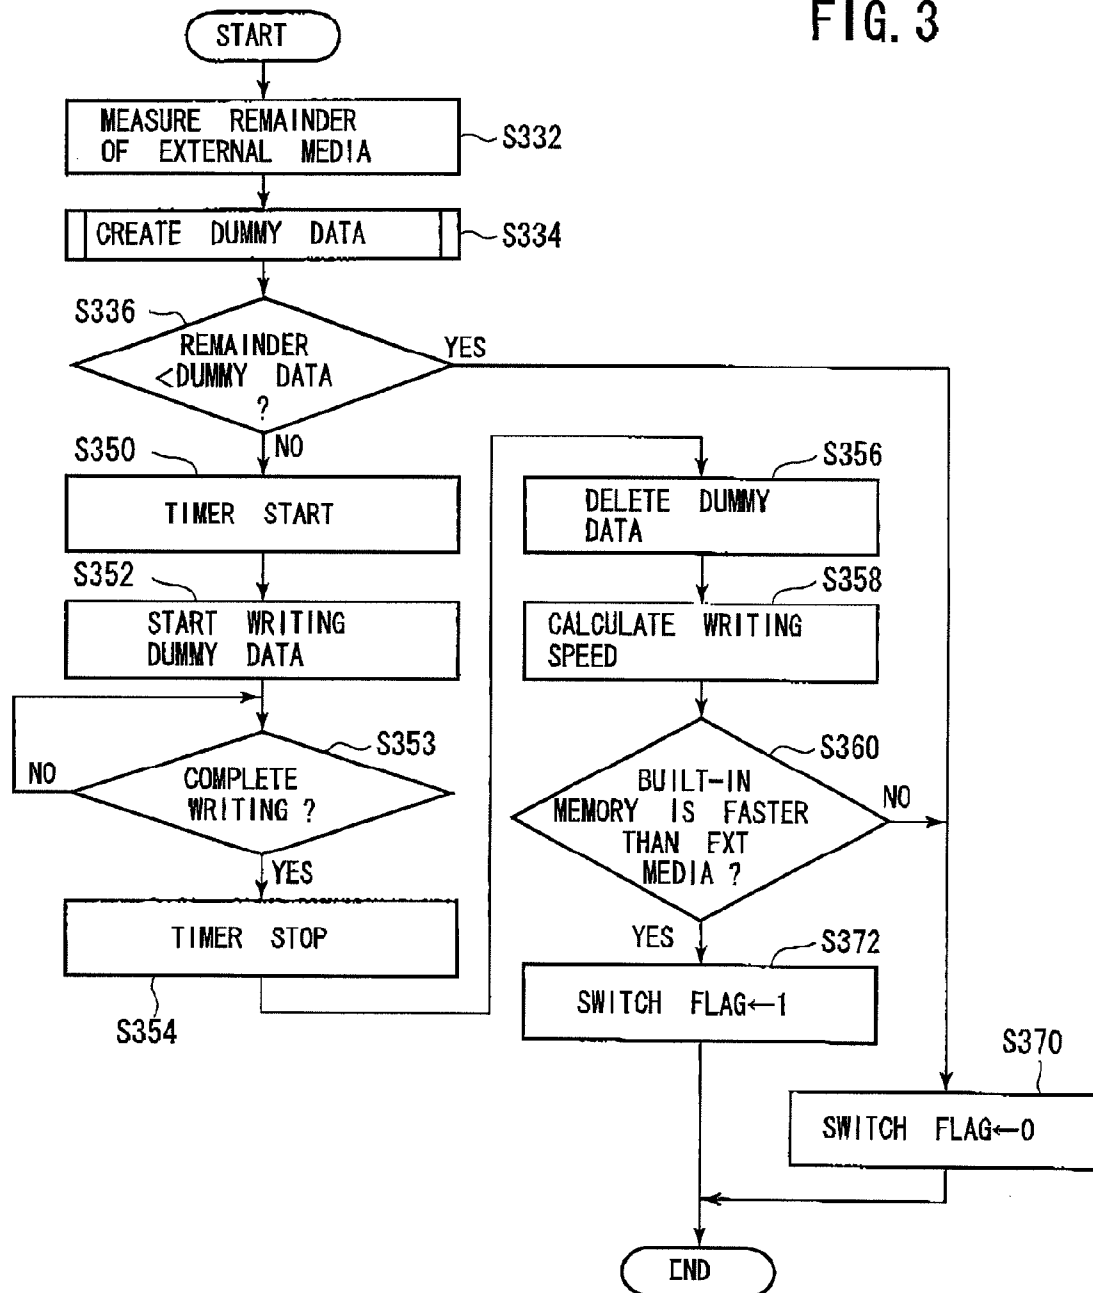 FIG. 3
START
MEASURE REMAINDER
OF EXTERNAL MEDIA
S332
CREATE DUMMY DATA
S334
S336
REMAINDER
<DUMMY DATA
?
YES
NO
S350
TIMER START
S352
START WRITING
DUMMY DATA
S353
COMPLETE
WRITING ?
NO
YES
TIMER STOP
S354
S356
DELETE DUMMY
DATA
S358
CALCULATE WRITING
SPEED
S360
BUILT-IN
MEMORY IS FASTER
THAN EXT
MEDIA ?
NO
YES
S372
SWITCH FLAG←1
S370
SWITCH FLAG←0
END